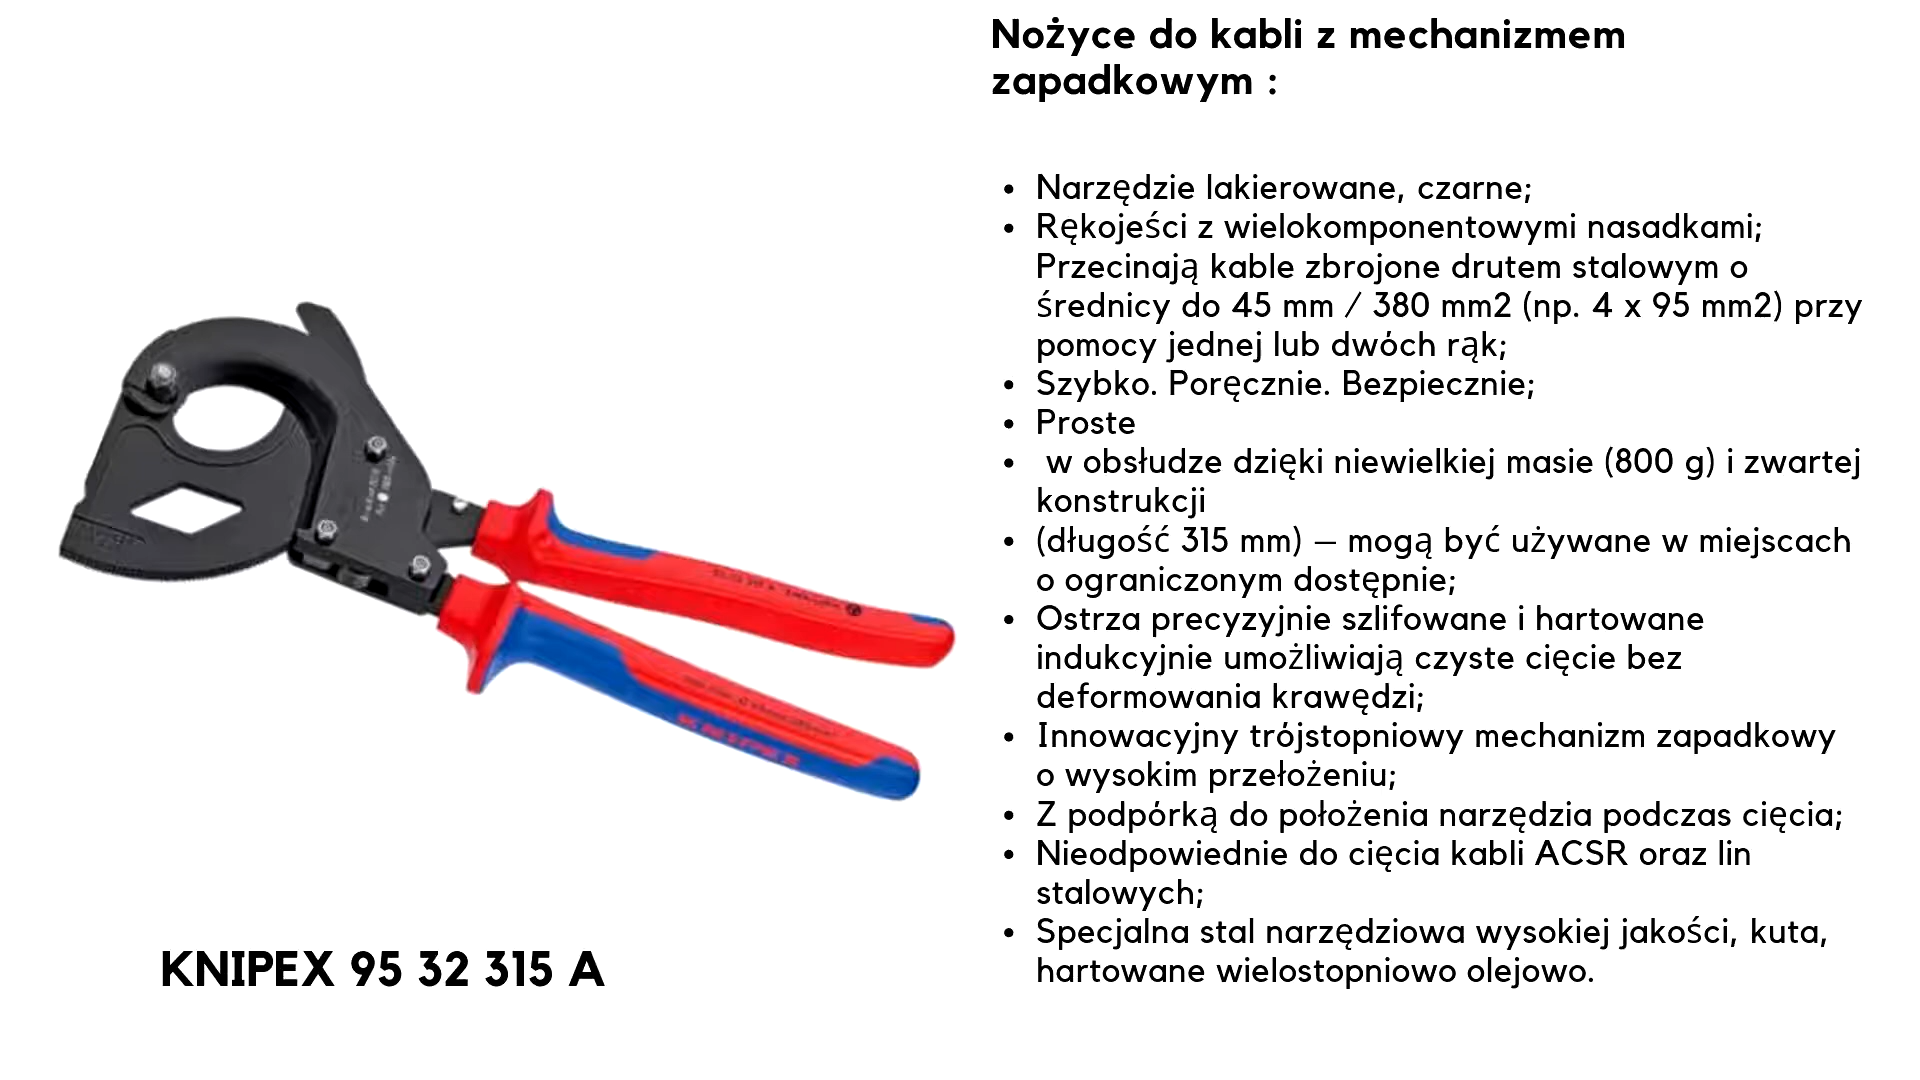 Nożyce do kabli z mechanizmem
zapadkowym :
• Narzędzie lakierowane, czarne;
• Rękojeści z wielokomponentowymi nasadkami;
Przecinają kable zbrojone drutem stalowym o
średnicy do 45 mm / 380 mm2 (np. 4 x 95 mm2) przy
pomocy jednej lub dwóch rąk;
• Szybko. Poręcznie. Bezpiecznie;
• Proste
• w obsłudze dzięki niewielkiej masie (800 g) i zwartej
konstrukcji
• (długość 315 mm) – mogą być używane w miejscach
o ograniczonym dostępnie;
• Ostrza precyzyjnie szlifowane i hartowane
indukcyjnie umożliwiają czyste cięcie bez
deformowania krawędzi;
• Innowacyjny trójstopniowy mechanizm zapadkowy
o wysokim przełożeniu;
• Z podpórką do położenia narzędzia podczas cięcia;
• Nieodpowiednie do cięcia kabli ACSR oraz lin
stalowych;
• Specjalna stal narzędziowa wysokiej jakości, kuta,
hartowane wielostopniowo olejowo.
KNIPEX 95 32 315 A